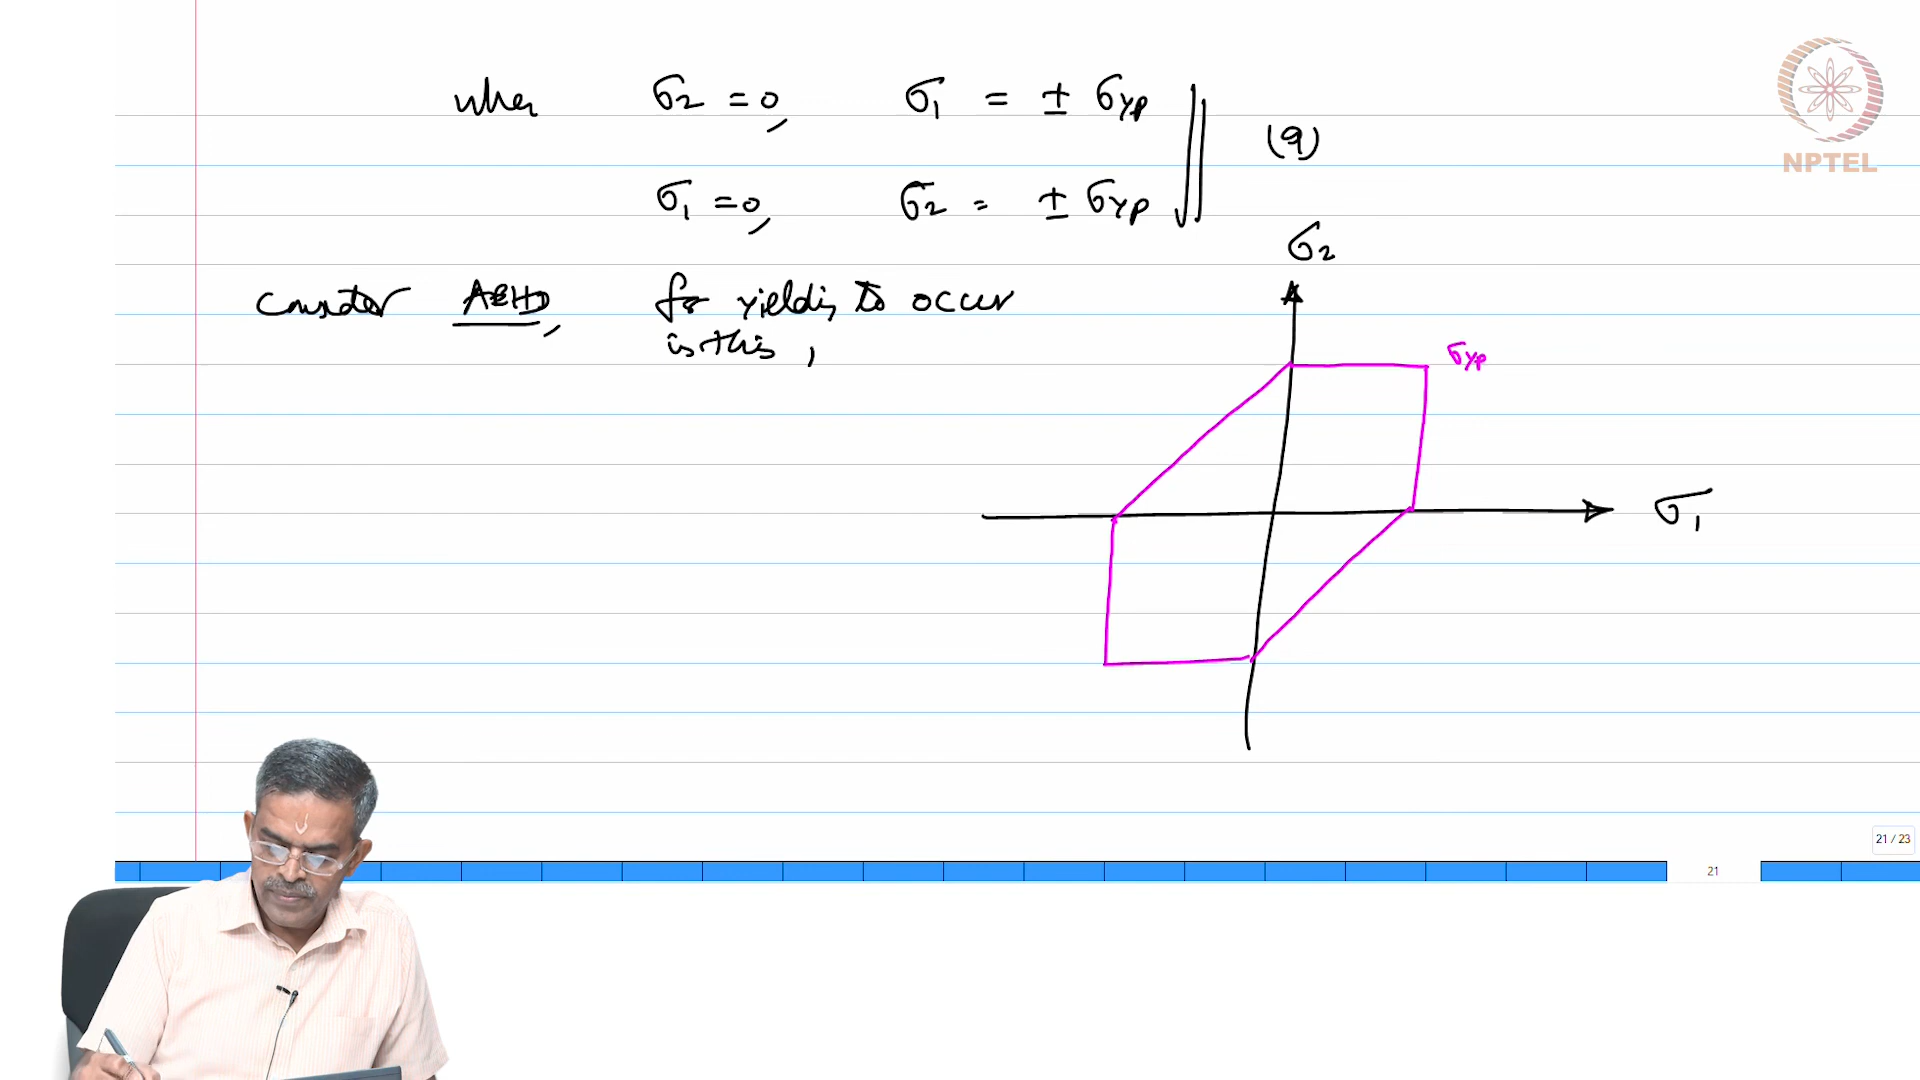 when σ2 = 0, σ1 = ± σyp
(9)
σ1 = 0, σ2 = ± σyp
σ2
consider for yielding to occur
is this,
σyp
σ1
NPTEL
21 / 23
21